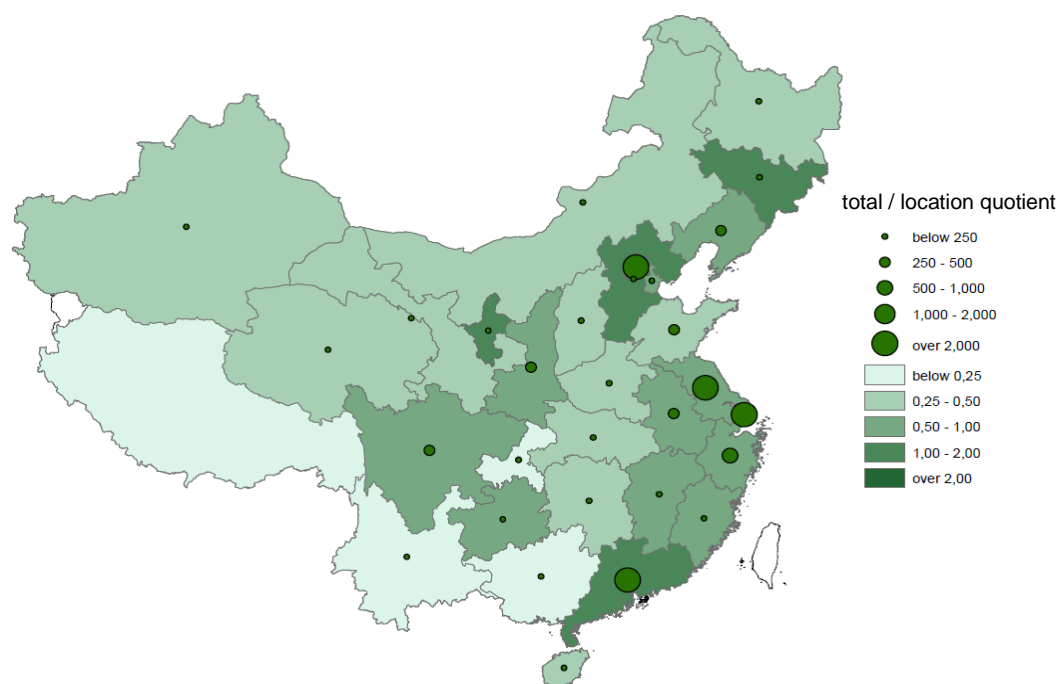 total / location quotient
below 250
250 - 500
500 - 1,000
1,000 - 2,000
over 2,000
below 0,25
0,25 - 0,50
0,50 - 1,00
1,00 - 2,00
over 2,00